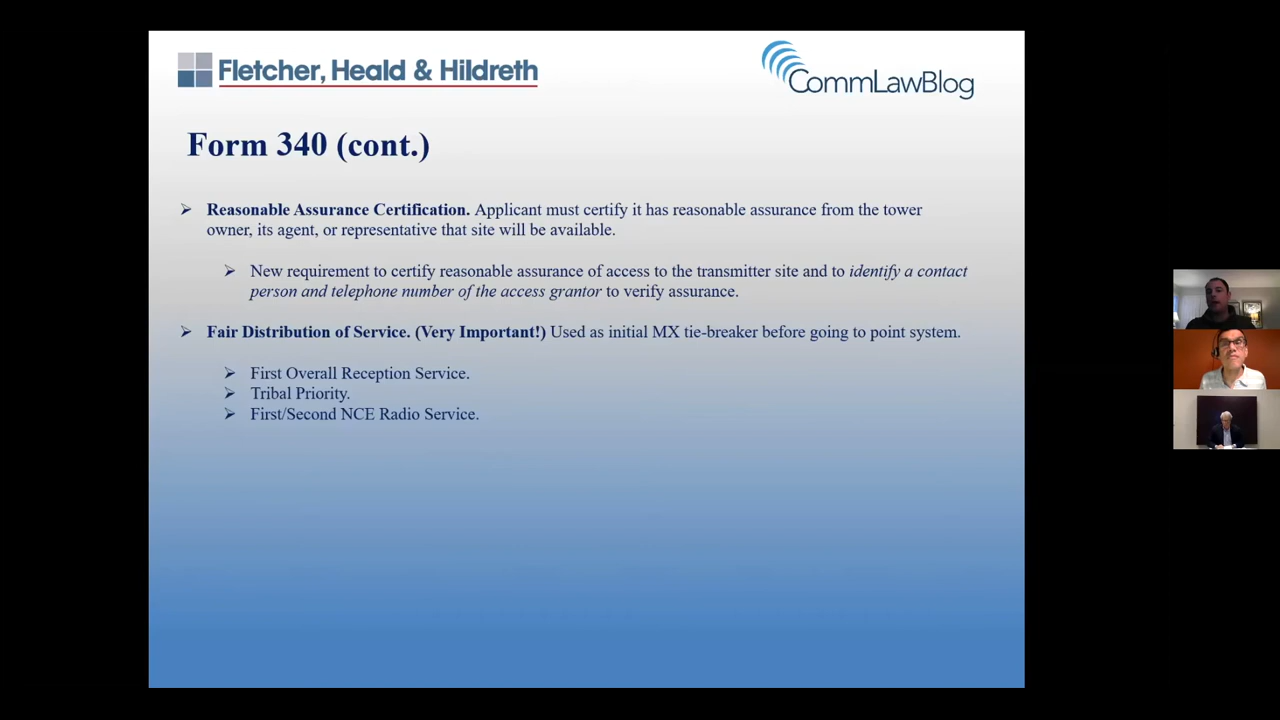 Fletcher, Heald & Hildreth
CommLawBlog
Form 340 (cont.)
Reasonable Assurance Certification. Applicant must certify it has reasonable assurance from the tower
owner, its agent, or representative that site will be available.
New requirement to certify reasonable assurance of access to the transmitter site and to identify a contact
person and telephone number of the access grantor to verify assurance.
Fair Distribution of Service. (Very Important!) Used as initial MX tie-breaker before going to point system.
First Overall Reception Service.
Tribal Priority.
First/Second NCE Radio Service.